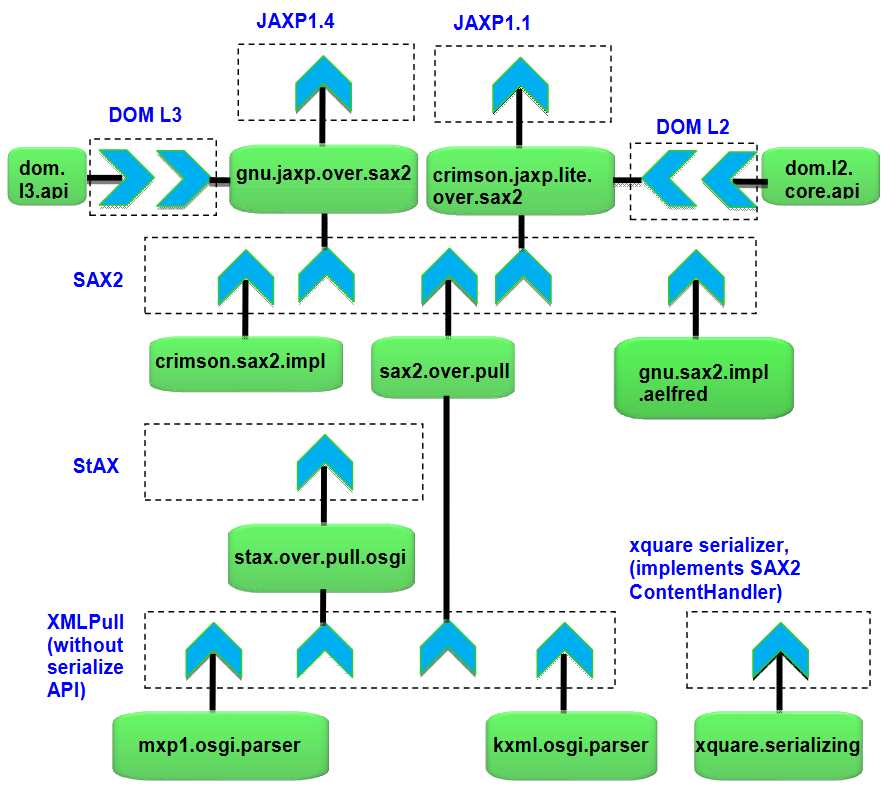 JAXP1.4
JAXP1.1
DOM L3
DOM L2
dom.
l3.api
gnu.jaxp.over.sax2
crimson.jaxp.lite.
over.sax2
dom.l2.
core.api
SAX2
crimson.sax2.impl
sax2.over.pull
gnu.sax2.impl
.aelfred
StAX
stax.over.pull.osgi
xquare serializer,
(implements SAX2
ContentHandler)
XMLPull
(without
serialize
API)
mxp1.osgi.parser
kxml.osgi.parser
xquare.serializing